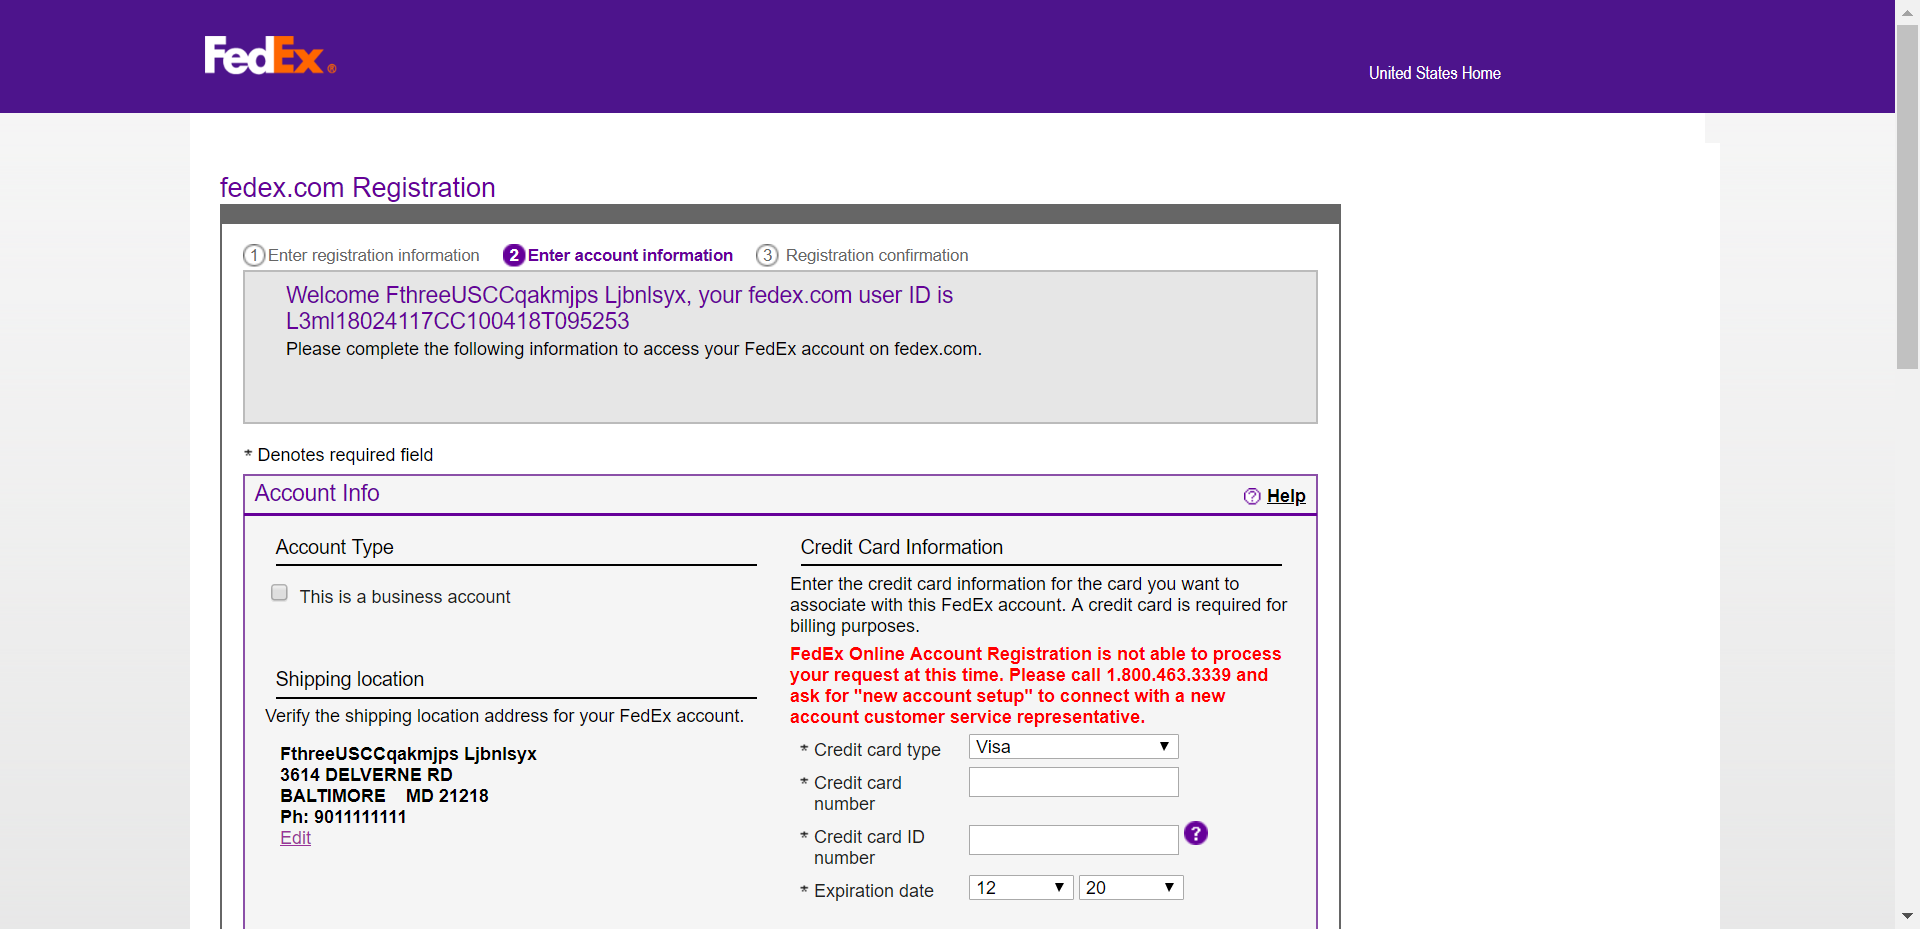 FedEx®
United States Home
fedex.com Registration
1 Enter registration information 2 Enter account information 3 Registration confirmation
Welcome FthreeUSCCqakmjps Ljbnlsyx, your fedex.com user ID is
L3ml18024117CC100418T095253
Please complete the following information to access your FedEx account on fedex.com.
* Denotes required field
Account Info
? Help
Account Type
This is a business account
Shipping location
Verify the shipping location address for your FedEx account.
FthreeUSCCqakmjps Ljbnlsyx
3614 DELVERNE RD
BALTIMORE MD 21218
Ph: 9011111111
Edit
Credit Card Information
Enter the credit card information for the card you want to
associate with this FedEx account. A credit card is required for
billing purposes.
FedEx Online Account Registration is not able to process
your request at this time. Please call 1.800.463.3339 and
ask for "new account setup" to connect with a new
account customer service representative.
* Credit card type Visa
* Credit card
number
* Credit card ID ?
number
* Expiration date 12 20